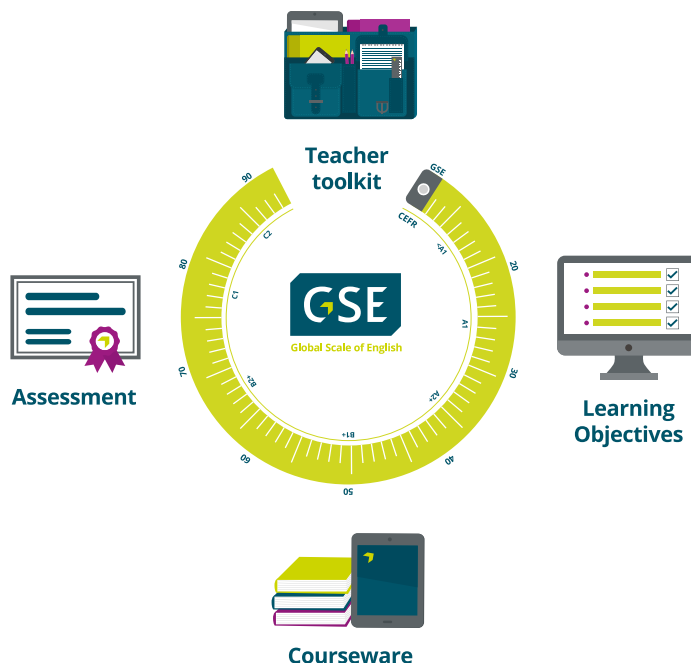 Teacher
toolkit
GSE
CEFR
<A1
20
A1
30
A2+
40
B1+
50
60
B2+
70
C1
80
C2
90
GSE
Global Scale of English
Assessment
Learning
Objectives
Courseware